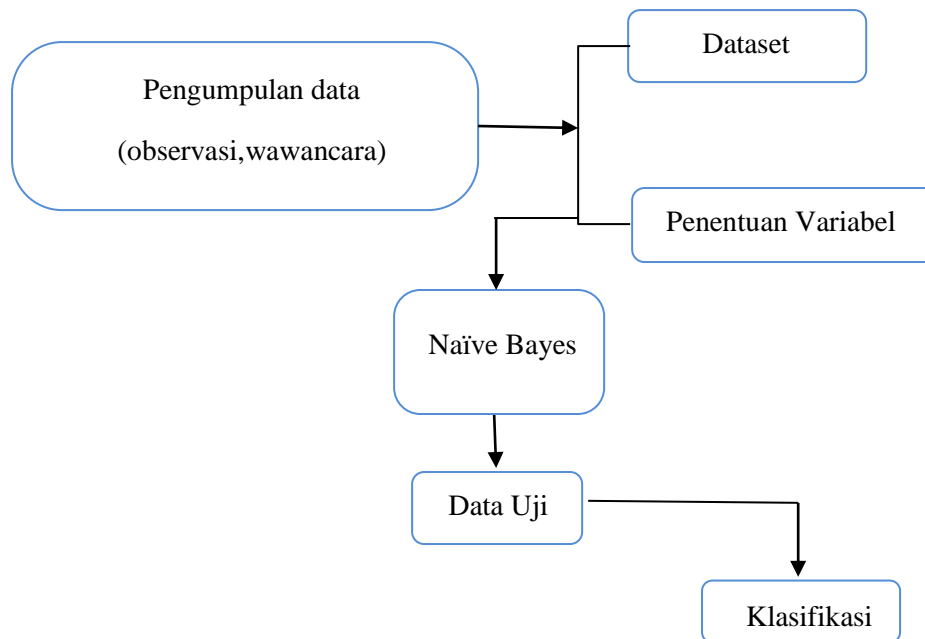 Pengumpulan data
(observasi,wawancara)
Dataset
Penentuan Variabel
Naïve Bayes
Data Uji
Klasifikasi